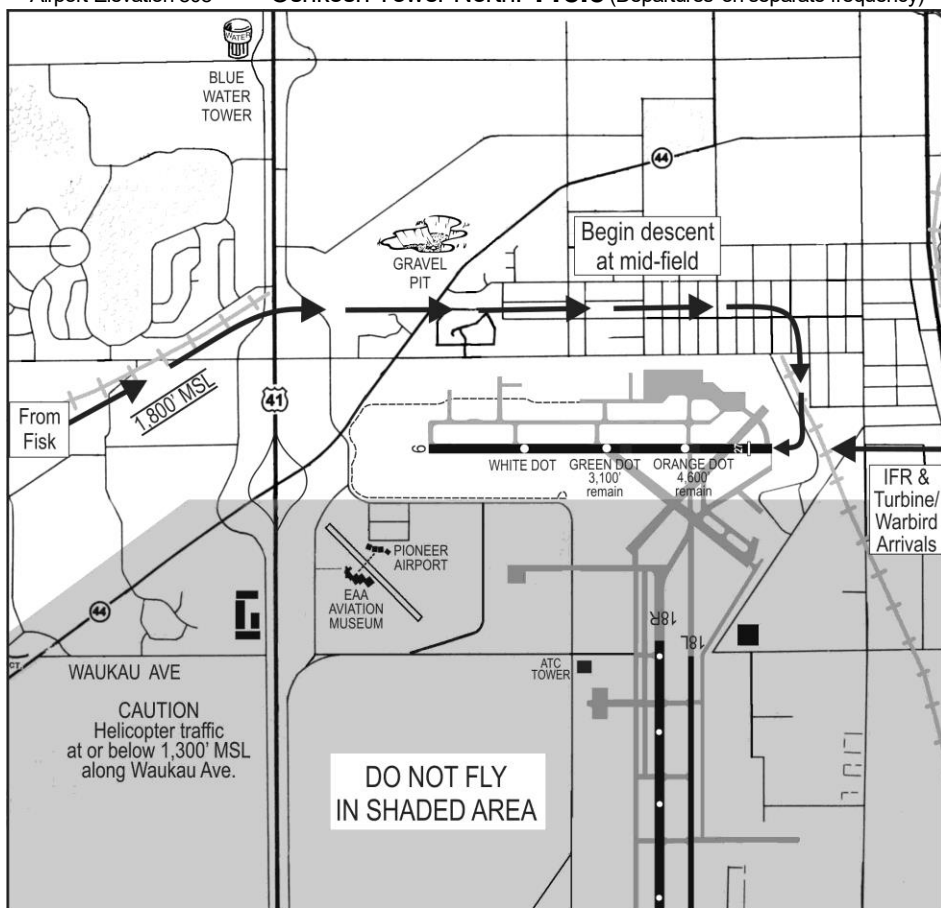 Airport Elevation
Oshkosh Tower North: (Departures on separate frequency)
WATER
BLUE
WATER
TOWER
44
GRAVEL
PIT
Begin descent
at mid-field
1,800' MSL
From
Fisk
41
9
27
WHITE DOT
GREEN DOT
3,100'
remain
ORANGE DOT
4,600'
remain
IFR &
Turbine/
Warbird
Arrivals
PIONEER
AIRPORT
EAA
AVIATION
MUSEUM
44
18R
18L
CT.
WAUKAU AVE
ATC
TOWER
CAUTION
Helicopter traffic
at or below 1,300' MSL
along Waukau Ave.
DO NOT FLY
IN SHADED AREA